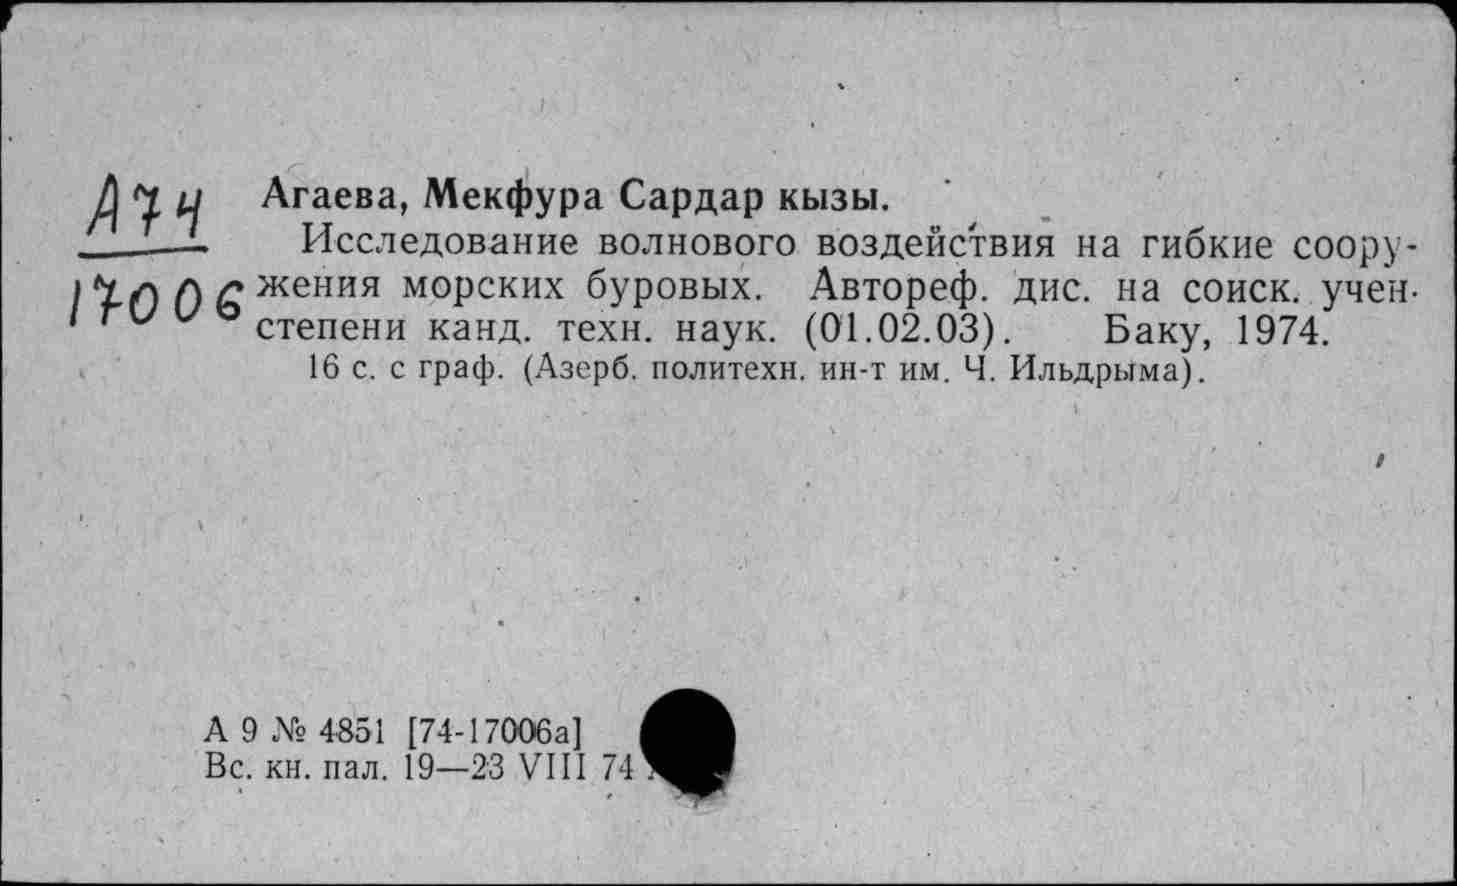 А74
17006
Агаева, Мекфура Сардар кызы.
Исследование волнового воздействия на гибкие соору-
жения морских буровых. Автореф. дис. на соиск. учен.
степени канд. техн. наук. (01.02.03). Баку, 1974.
16 с. с граф. (Азерб. политехн. ин-т им. Ч. Ильдрыма).
А 9 № 4851 [74-17006а]
Вс. кн. пал. 19—23 VIII 74